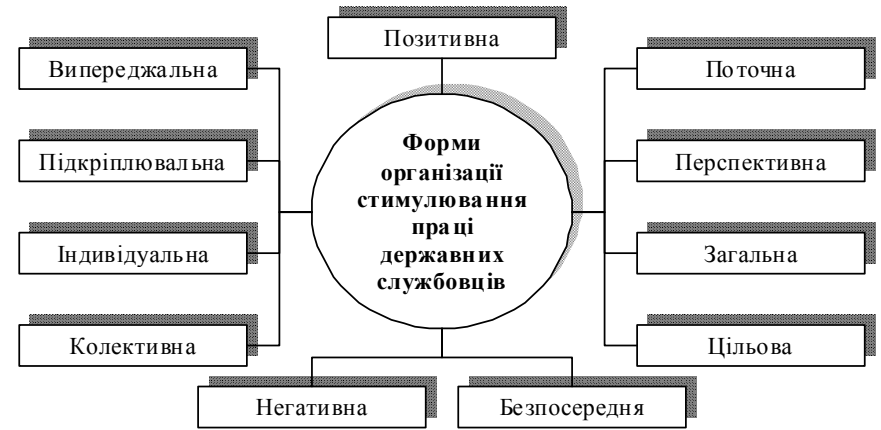 Позитивна
Випереджальна
Підкріплювальна
Індивідуальна
Колективна
Форми
організації
стимулювання
праці
державних
службовців
Поточна
Перспективна
Загальна
Цільова
Негативна
Безпосередня